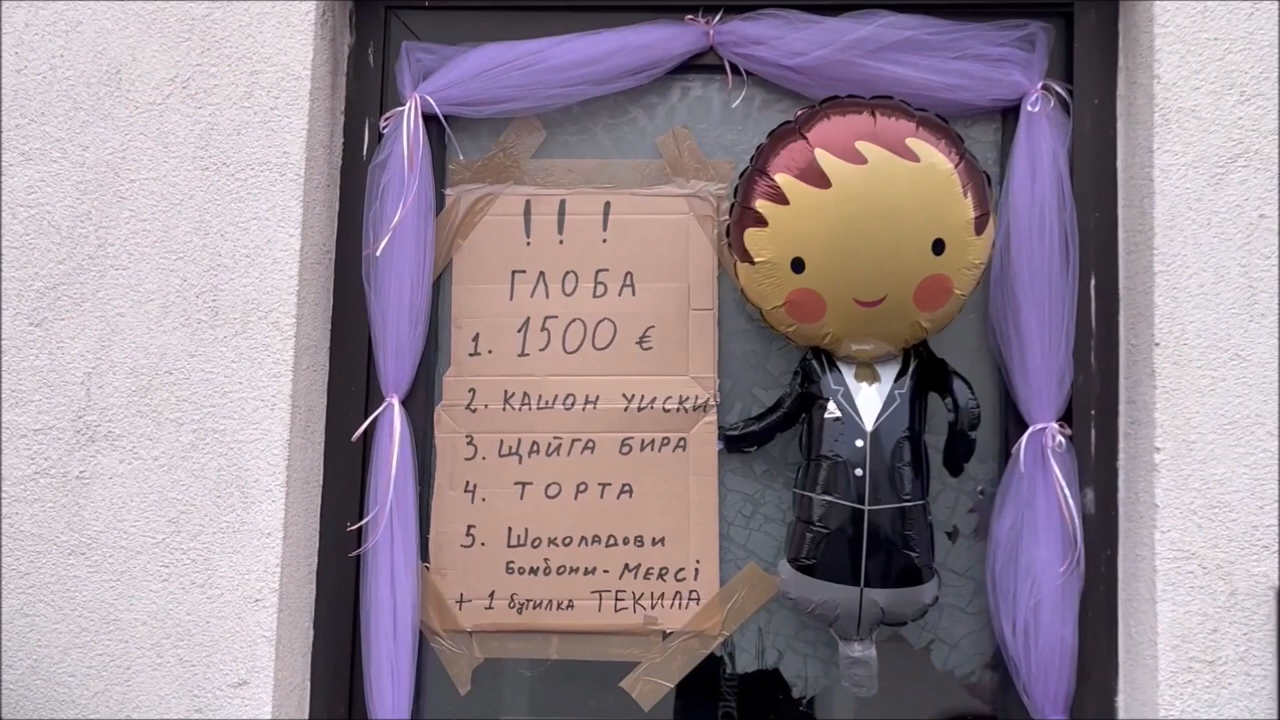 !!!
ГЛОБА
1. 1500 €
2. КАШОН УИСКИ
3. ЩАЙГА БИРА
4. ТОРТА
5. ШОКОЛАДОВИ
БОНБОНИ - MERCi
+ 1 бутилка ТЕКИЛА